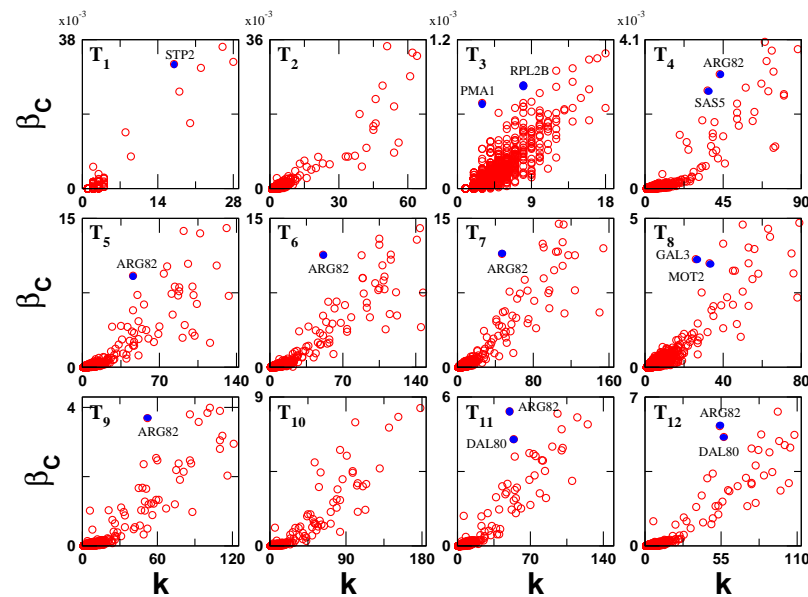 x10⁻³ x10⁻³ x10⁻³ x10⁻³
38 36 1.2 4.1
T₁ STP2 T₂ T₃ RPL2B PMA1 T₄ ARG82 SAS5
βC
0 0 0 0
0 14 28 0 30 60 0 9 18 0 45 90
15 15 15 5
T₅ ARG82 T₆ ARG82 T₇ ARG82 T₈ GAL3 MOT2
βC
0 0 0 0
0 70 140 0 70 140 0 80 160 0 40 80
4 9 6 7
T₉ ARG82 T₁₀ T₁₁ ARG82 DAL80 T₁₂ ARG82 DAL80
βC
0 0 0 0
0 60 120 0 90 180 0 70 140 0 55 110
k k k k